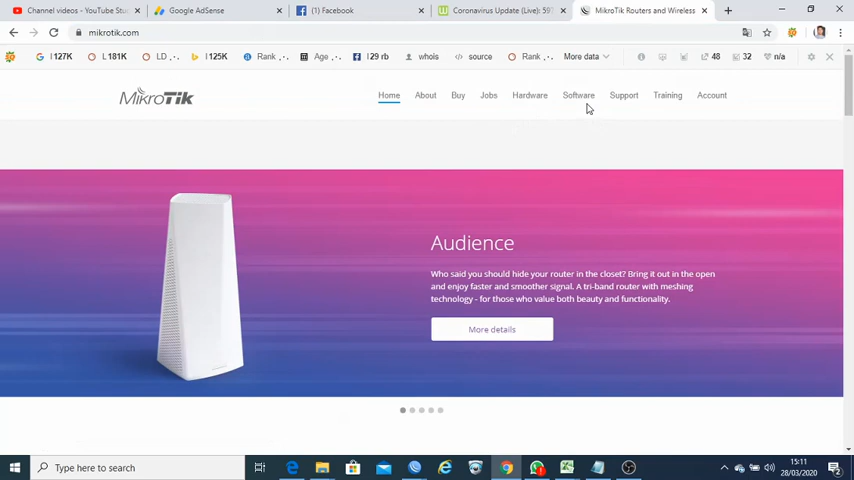 Channel videos - YouTube Stu
Google AdSense
(1) Facebook
Coronavirus Update (Live): 597
MikroTik Routers and Wireless
mikrotik.com
I 127K
L 181K
LD
I 125K
Rank
Age
I 29 rb
whois
source
Rank
More data
48
32
n/a
MikroTik
Home
About
Buy
Jobs
Hardware
Software
Support
Training
Account
Audience
Who said you should hide your router in the closet? Bring it out in the open
and enjoy faster and smoother signal. A tri-band router with meshing
technology - for those who value both beauty and functionality.
More details
Type here to search
15:11
28/03/2020
2